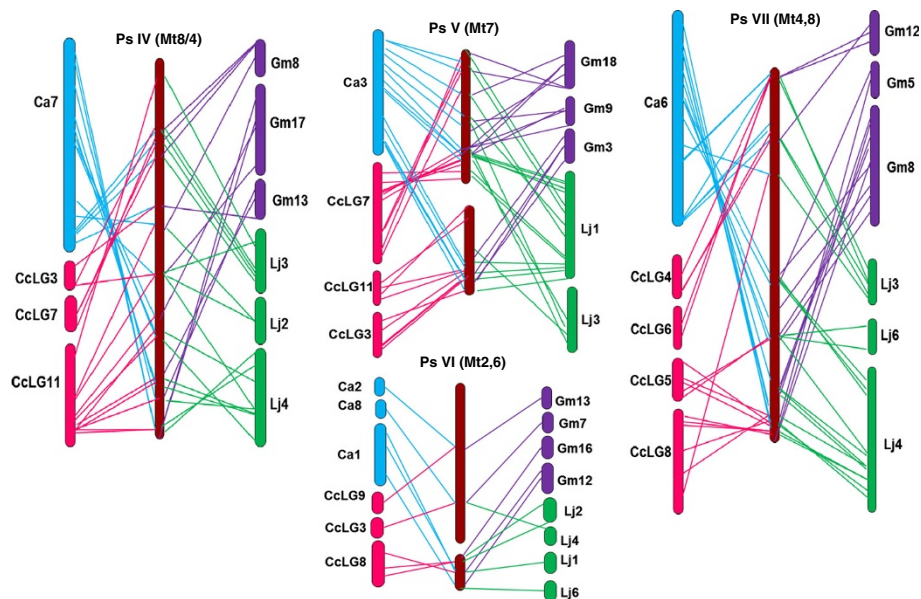 Ps IV (Mt8/4)
Ca7
CcLG3
CcLG7
CcLG11
Gm8
Gm17
Gm13
Lj3
Lj2
Lj4
Ps V (Mt7)
Ca3
CcLG7
CcLG11
CcLG3
Gm18
Gm9
Gm3
Lj1
Lj3
Ps VI (Mt2,6)
Ca2
Ca8
Ca1
CcLG9
CcLG3
CcLG8
Gm13
Gm7
Gm16
Gm12
Lj2
Lj4
Lj1
Lj6
Ps VII (Mt4,8)
Ca6
CcLG4
CcLG6
CcLG5
CcLG8
Gm12
Gm5
Gm8
Lj3
Lj6
Lj4